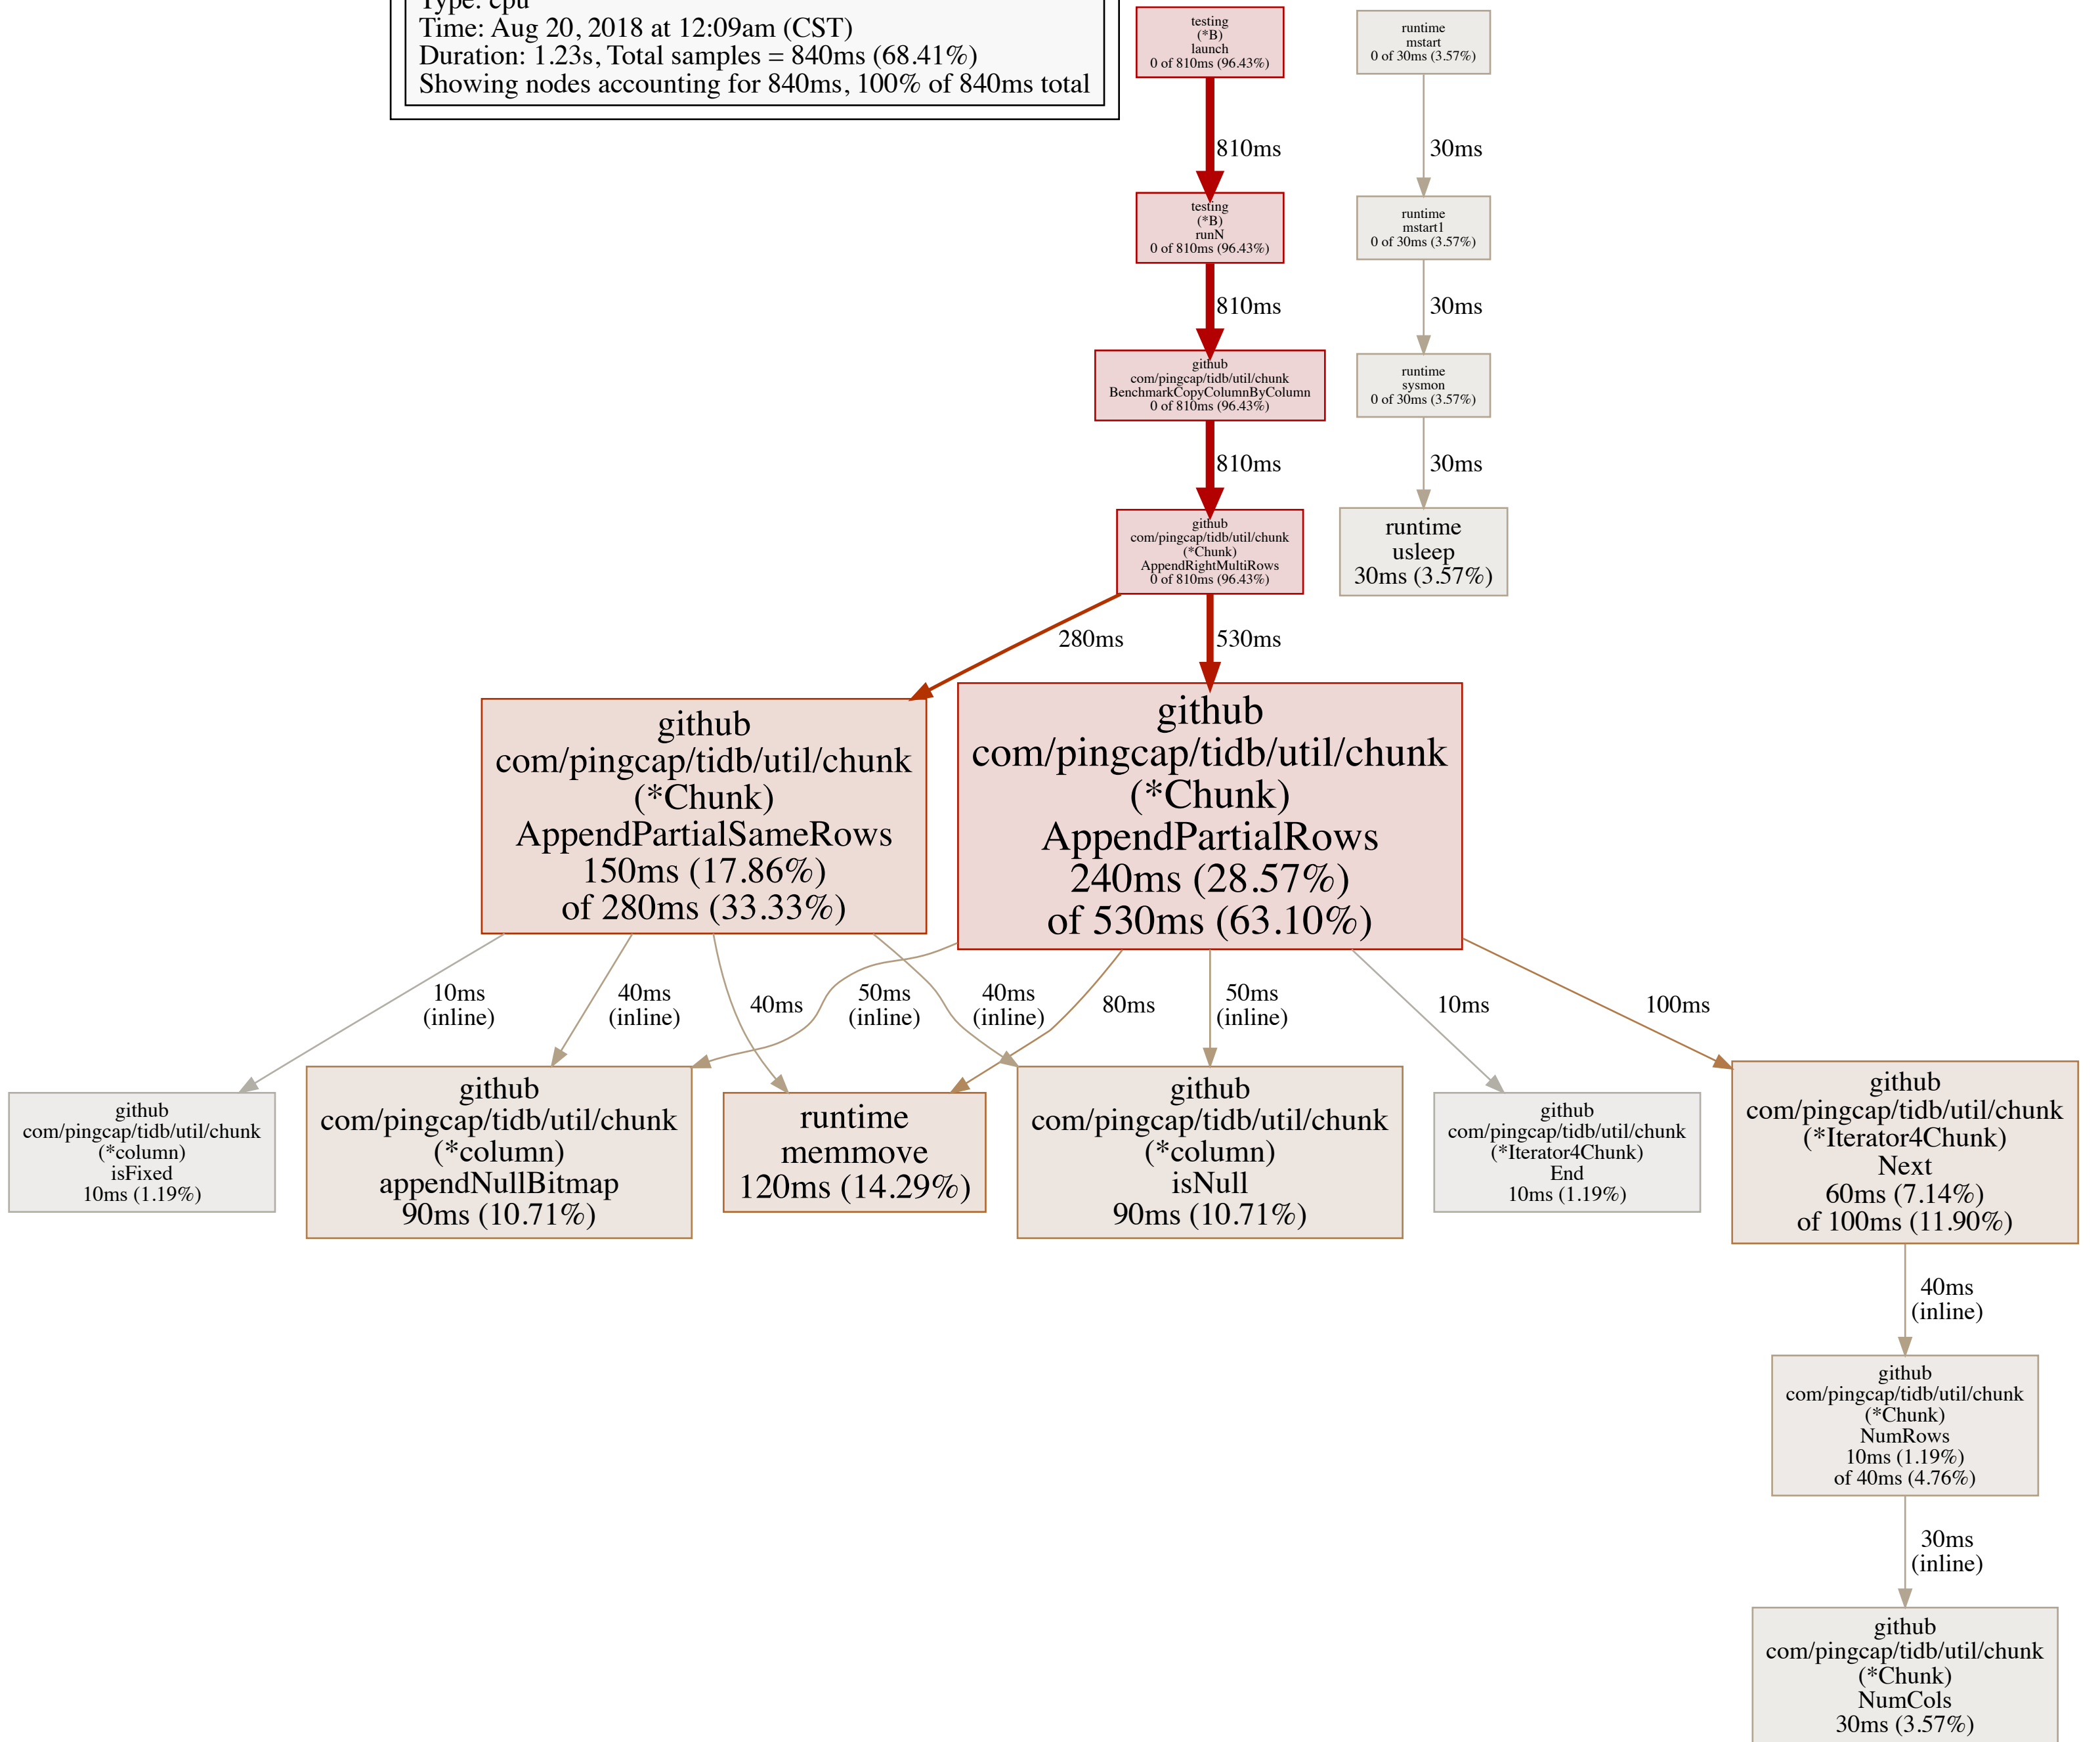 Type: cpu
Time: Aug 20, 2018 at 12:09am (CST)
Duration: 1.23s, Total samples = 840ms (68.41%)
Showing nodes accounting for 840ms, 100% of 840ms total
testing
(*B)
launch
0 of 810ms (96.43%)
runtime
mstart
0 of 30ms (3.57%)
810ms
30ms
testing
(*B)
runN
0 of 810ms (96.43%)
runtime
mstart1
0 of 30ms (3.57%)
810ms
30ms
github
com/pingcap/tidb/util/chunk
BenchmarkCopyColumnByColumn
0 of 810ms (96.43%)
runtime
sysmon
0 of 30ms (3.57%)
810ms
30ms
github
com/pingcap/tidb/util/chunk
(*Chunk)
AppendRightMultiRows
0 of 810ms (96.43%)
runtime
usleep
30ms (3.57%)
280ms
530ms
github
com/pingcap/tidb/util/chunk
(*Chunk)
AppendPartialSameRows
150ms (17.86%)
of 280ms (33.33%)
github
com/pingcap/tidb/util/chunk
(*Chunk)
AppendPartialRows
240ms (28.57%)
of 530ms (63.10%)
10ms
(inline)
40ms
(inline)
40ms
50ms
(inline)
40ms
(inline)
80ms
50ms
(inline)
10ms
100ms
github
com/pingcap/tidb/util/chunk
(*column)
isFixed
10ms (1.19%)
github
com/pingcap/tidb/util/chunk
(*column)
appendNullBitmap
90ms (10.71%)
runtime
memmove
120ms (14.29%)
github
com/pingcap/tidb/util/chunk
(*column)
isNull
90ms (10.71%)
github
com/pingcap/tidb/util/chunk
(*Iterator4Chunk)
End
10ms (1.19%)
github
com/pingcap/tidb/util/chunk
(*Iterator4Chunk)
Next
60ms (7.14%)
of 100ms (11.90%)
40ms
(inline)
github
com/pingcap/tidb/util/chunk
(*Chunk)
NumRows
10ms (1.19%)
of 40ms (4.76%)
30ms
(inline)
github
com/pingcap/tidb/util/chunk
(*Chunk)
NumCols
30ms (3.57%)